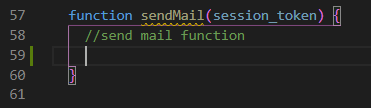 57 function sendMail(session_token) {
58 //send mail function
59
60 }
61